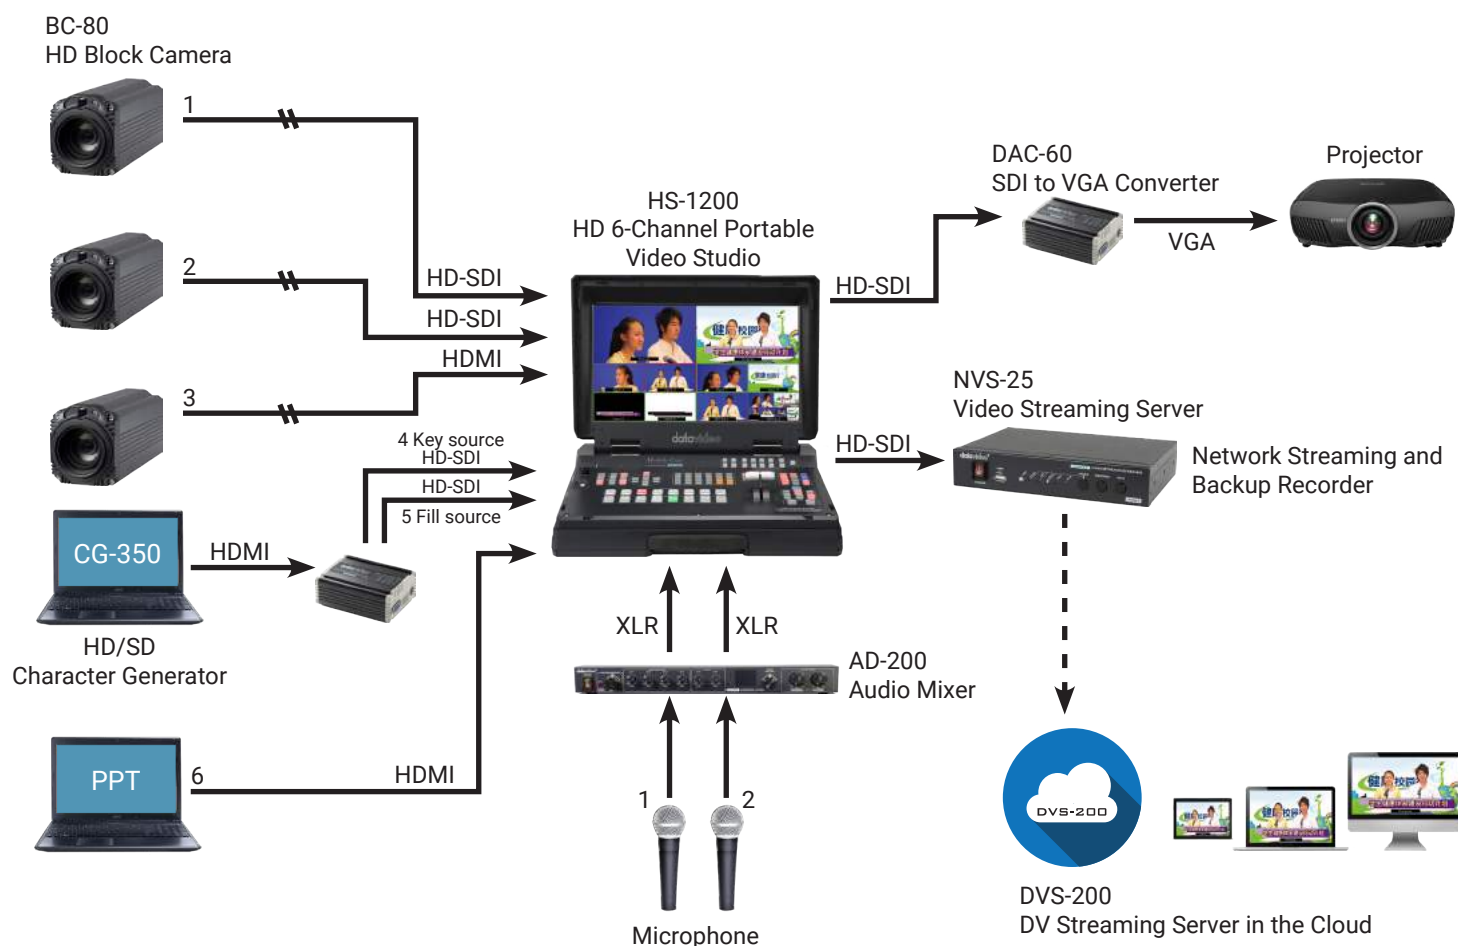 BC-80
HD Block Camera
1
2
3
HD-SDI
HD-SDI
HDMI
4 Key source
HD-SDI
HD-SDI
5 Fill source
CG-350
HDMI
HD/SD
Character Generator
PPT
6
HDMI
HS-1200
HD 6-Channel Portable
Video Studio
datavideo
XLR
XLR
AD-200
Audio Mixer
1
2
Microphone
HD-SDI
DAC-60
SDI to VGA Converter
VGA
Projector
HD-SDI
NVS-25
Video Streaming Server
datavideo
Network Streaming and
Backup Recorder
DVS-200
DVS-200
DV Streaming Server in the Cloud